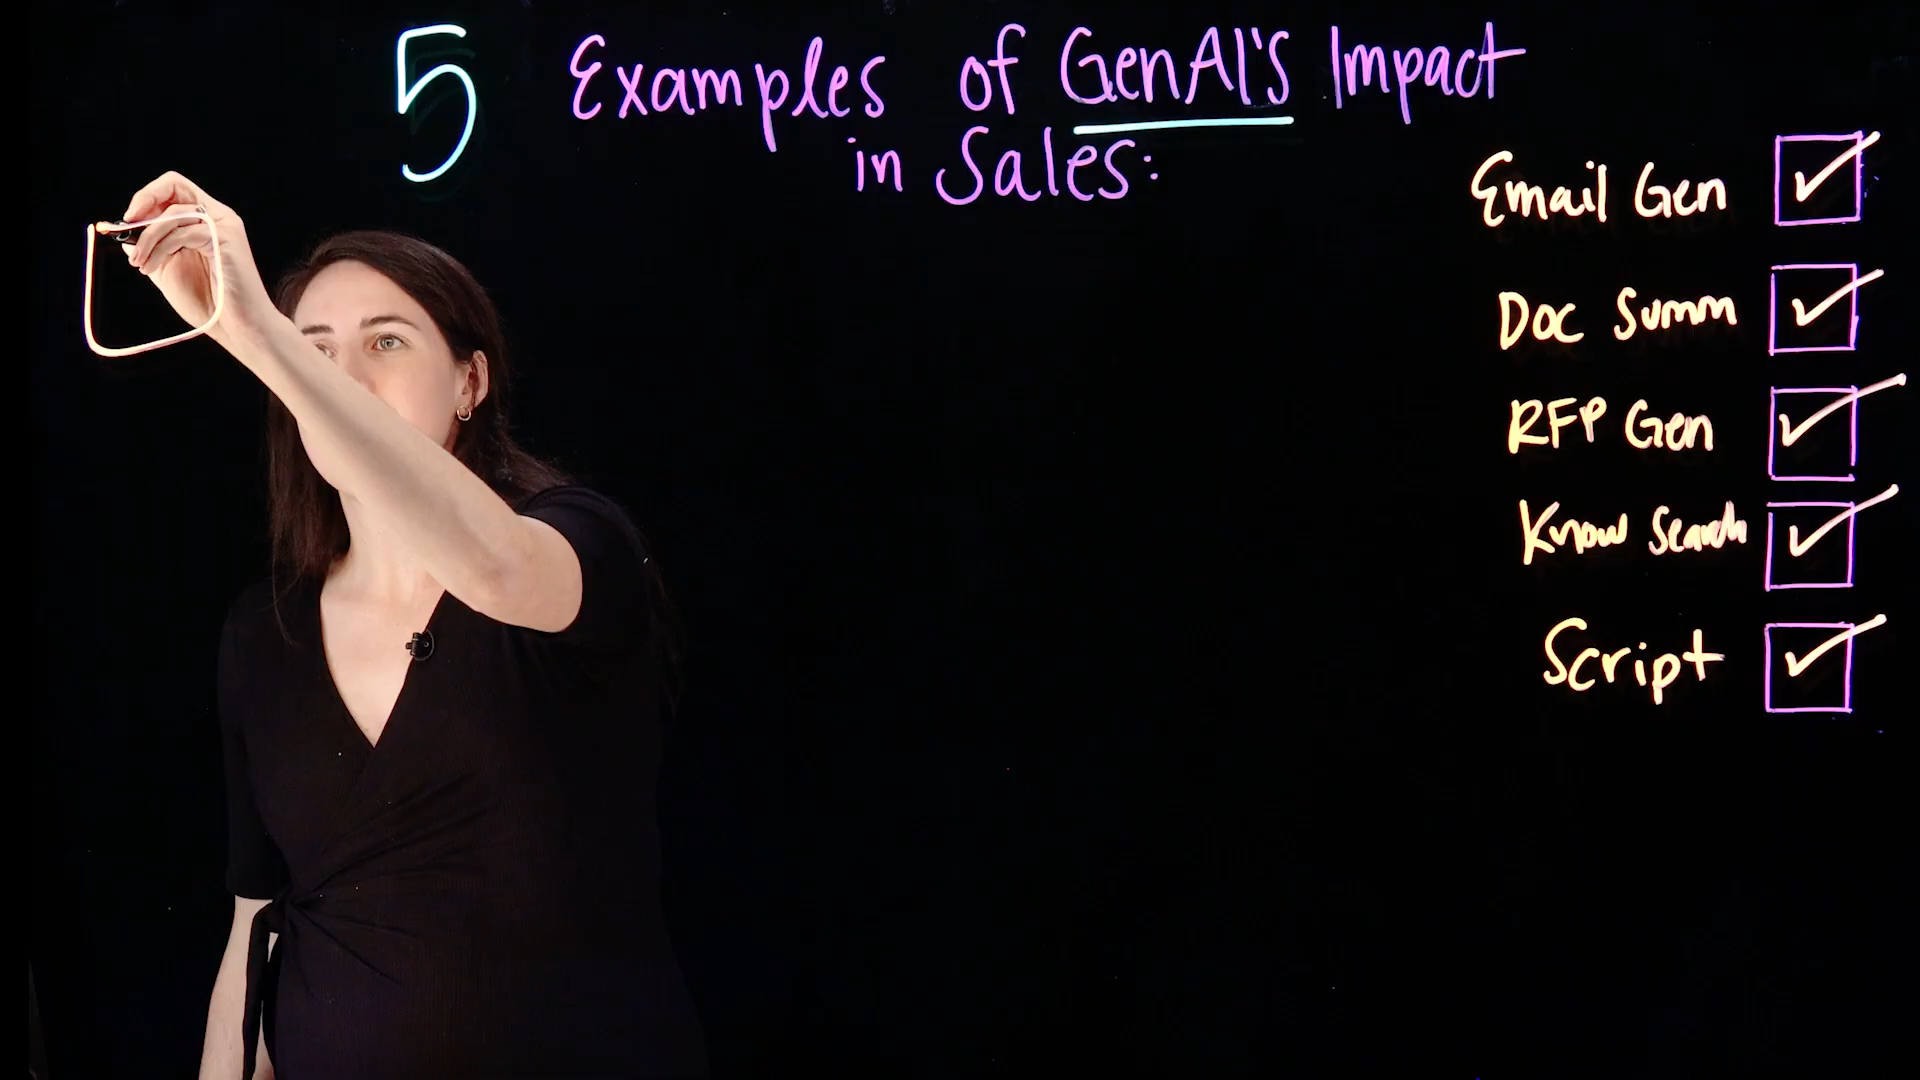 5 Examples of GenAI's Impact
in Sales:
Email Gen
Doc Summ
RFP Gen
Know Search
Script